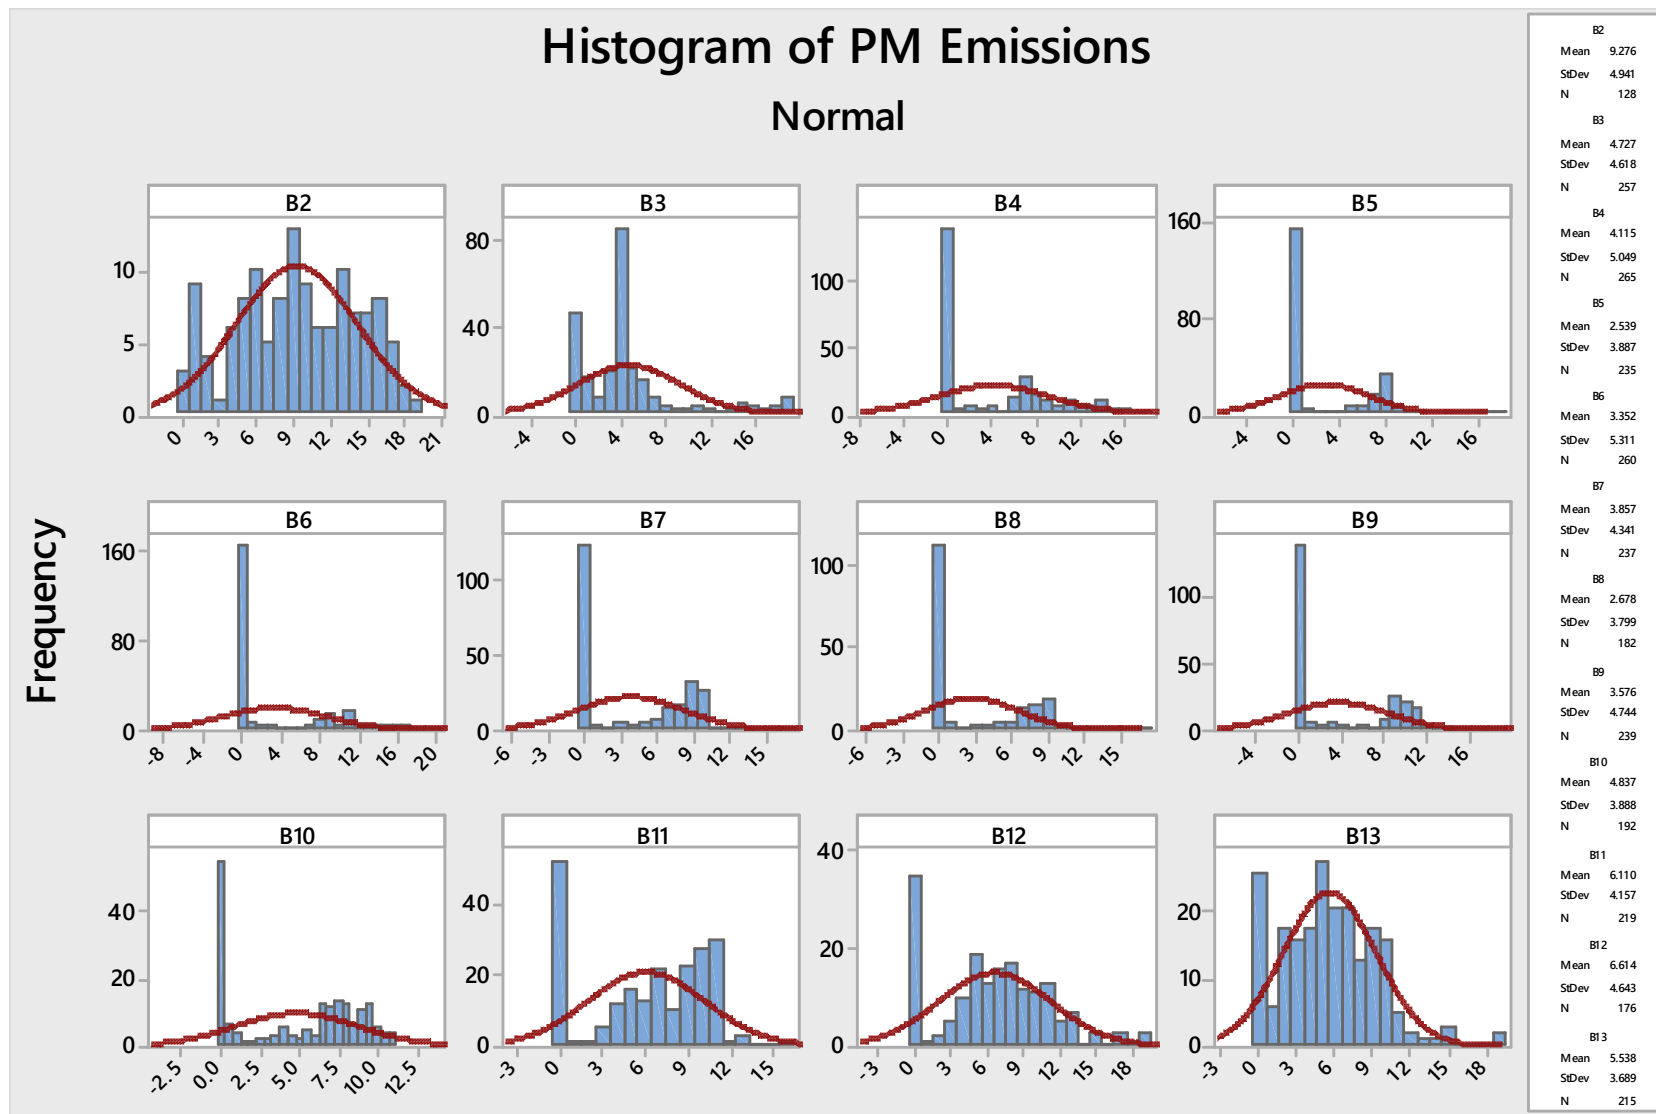 Histogram of PM Emissions
Normal
Frequency
B2
10
5
0
0 3 6 9 12 15 18 21
B3
80
40
0
-4 0 4 8 12 16
B4
100
50
0
-8 -4 0 4 8 12 16
B5
160
80
0
-4 0 4 8 12 16
B6
160
80
0
-8 -4 0 4 8 12 16 20
B7
100
50
0
-6 -3 0 3 6 9 12 15
B8
100
50
0
-6 -3 0 3 6 9 12 15
B9
100
50
0
-4 0 4 8 12 16
B10
40
20
0
-2.5 0.0 2.5 5.0 7.5 10.0 12.5
B11
40
20
0
-3 0 3 6 9 12 15
B12
40
20
0
-3 0 3 6 9 12 15 18
B13
20
10
0
-3 0 3 6 9 12 15 18
B2
Mean 9.276
StDev 4.941
N 128
B3
Mean 4.727
StDev 4.618
N 257
B4
Mean 4.115
StDev 5.049
N 265
B5
Mean 2.539
StDev 3.887
N 235
B6
Mean 3.352
StDev 5.311
N 260
B7
Mean 3.857
StDev 4.341
N 237
B8
Mean 2.678
StDev 3.799
N 182
B9
Mean 3.576
StDev 4.744
N 239
B10
Mean 4.837
StDev 3.888
N 192
B11
Mean 6.110
StDev 4.157
N 219
B12
Mean 6.614
StDev 4.643
N 176
B13
Mean 5.538
StDev 3.689
N 215